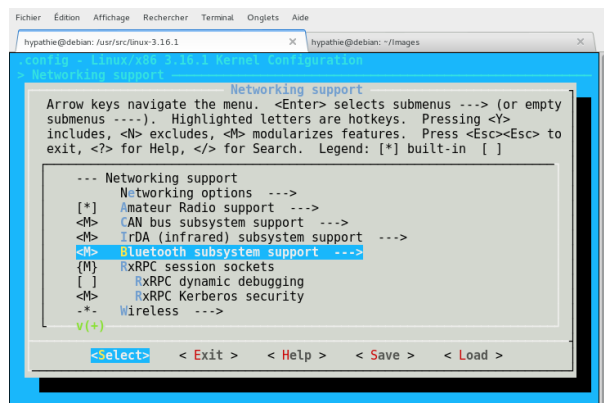 Fichier Édition Affichage Rechercher Terminal Onglets Aide
hypathie@debian: /usr/src/linux-3.16.1 × hypathie@debian: ~/Images ×
.config - Linux/x86 3.16.1 Kernel Configuration
> Networking support
Networking support
Arrow keys navigate the menu. <Enter> selects submenus ---> (or empty
submenus ----). Highlighted letters are hotkeys. Pressing <Y>
includes, <N> excludes, <M> modularizes features. Press <Esc><Esc> to
exit, <?> for Help, </> for Search. Legend: [*] built-in [ ]
--- Networking support
Networking options --->
[*] Amateur Radio support --->
<M> CAN bus subsystem support --->
<M> IrDA (infrared) subsystem support --->
<M> Bluetooth subsystem support --->
{M} RxRPC session sockets
[ ] RxRPC dynamic debugging
<M> RxRPC Kerberos security
-*- Wireless --->
v(+)
<Select> < Exit > < Help > < Save > < Load >